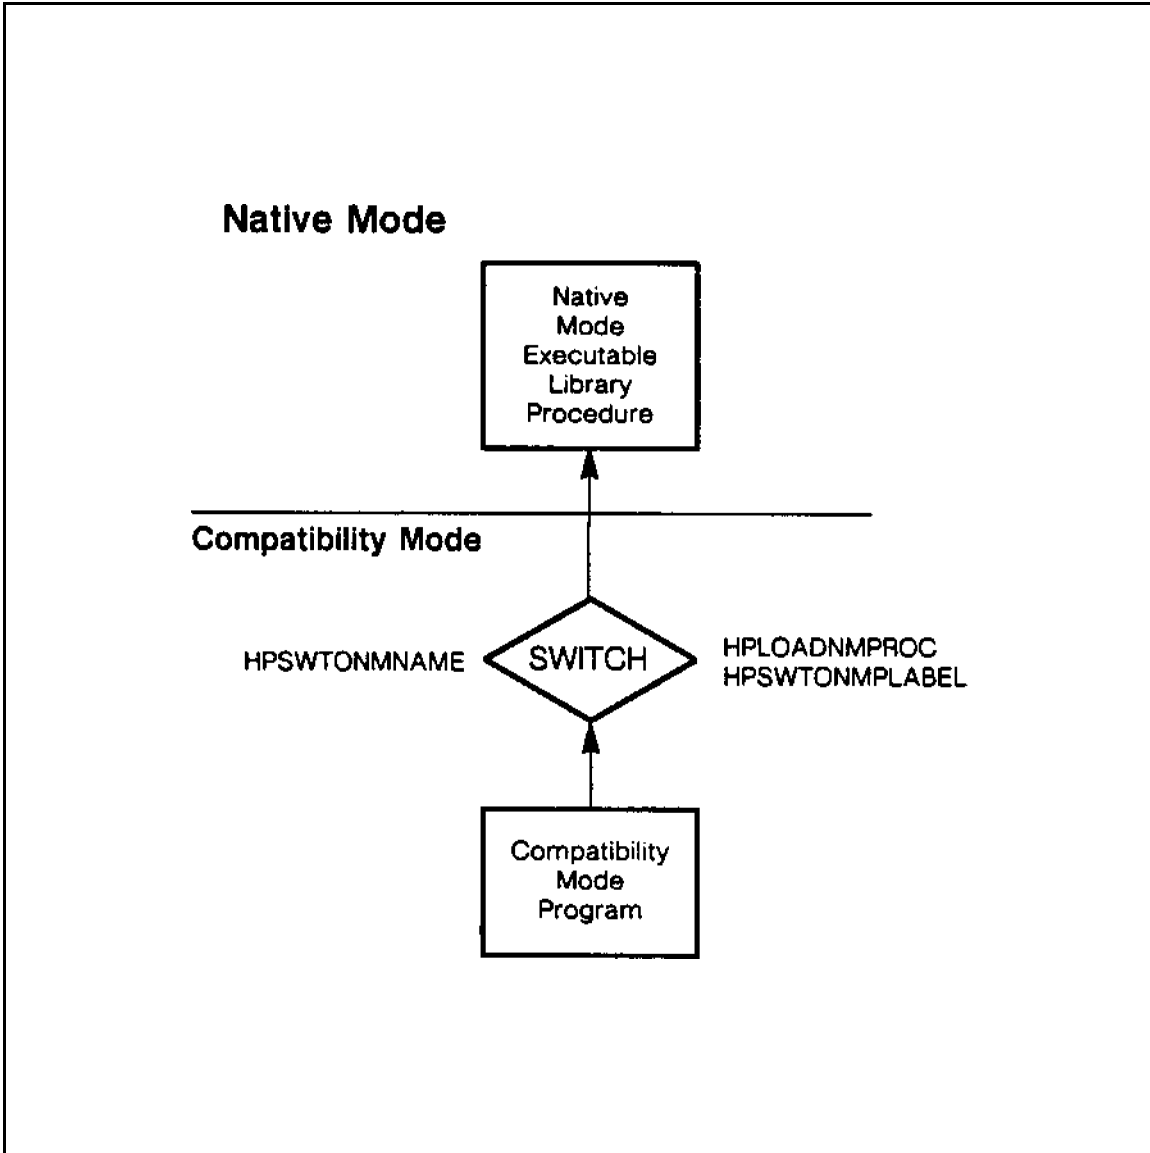 Native Mode
Native
Mode
Executable
Library
Procedure
Compatibility Mode
HPSWTONMNAME
SWITCH
HPLOADNMPROC
HPSWTONMPLABEL
Compatibility
Mode
Program